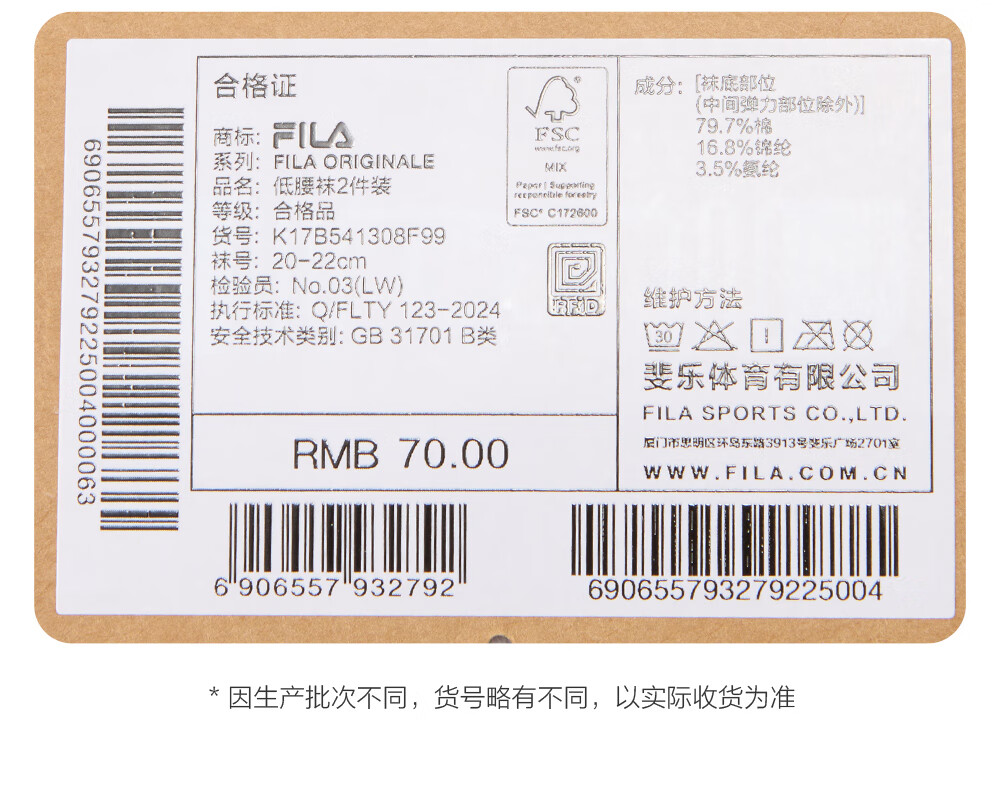 合格证
商标: FILA
系列: FILA ORIGINALE
品名: 低腰袜2件装
等级: 合格品
货号: K17B541308F99
袜号: 20-22cm
检验员: No.03(LW)
执行标准: Q/FLTY 123-2024
安全技术类别: GB 31701 B类
FSC
www.fsc.org
MIX
Paper | Supporting
responsible forestry
FSC® C172600
RFID
RMB 70.00
成分: [袜底部位
(中间弹力部位除外)]
79.7%棉
16.8%锦纶
3.5%氨纶
维护方法
30
斐乐体育有限公司
FILA SPORTS CO.,LTD.
厦门市思明区环岛东路3913号斐乐广场2701室
WWW.FILA.COM.CN
6906557932792250040000063
6 906557 932792
690655793279225004
* 因生产批次不同，货号略有不同，以实际收货为准